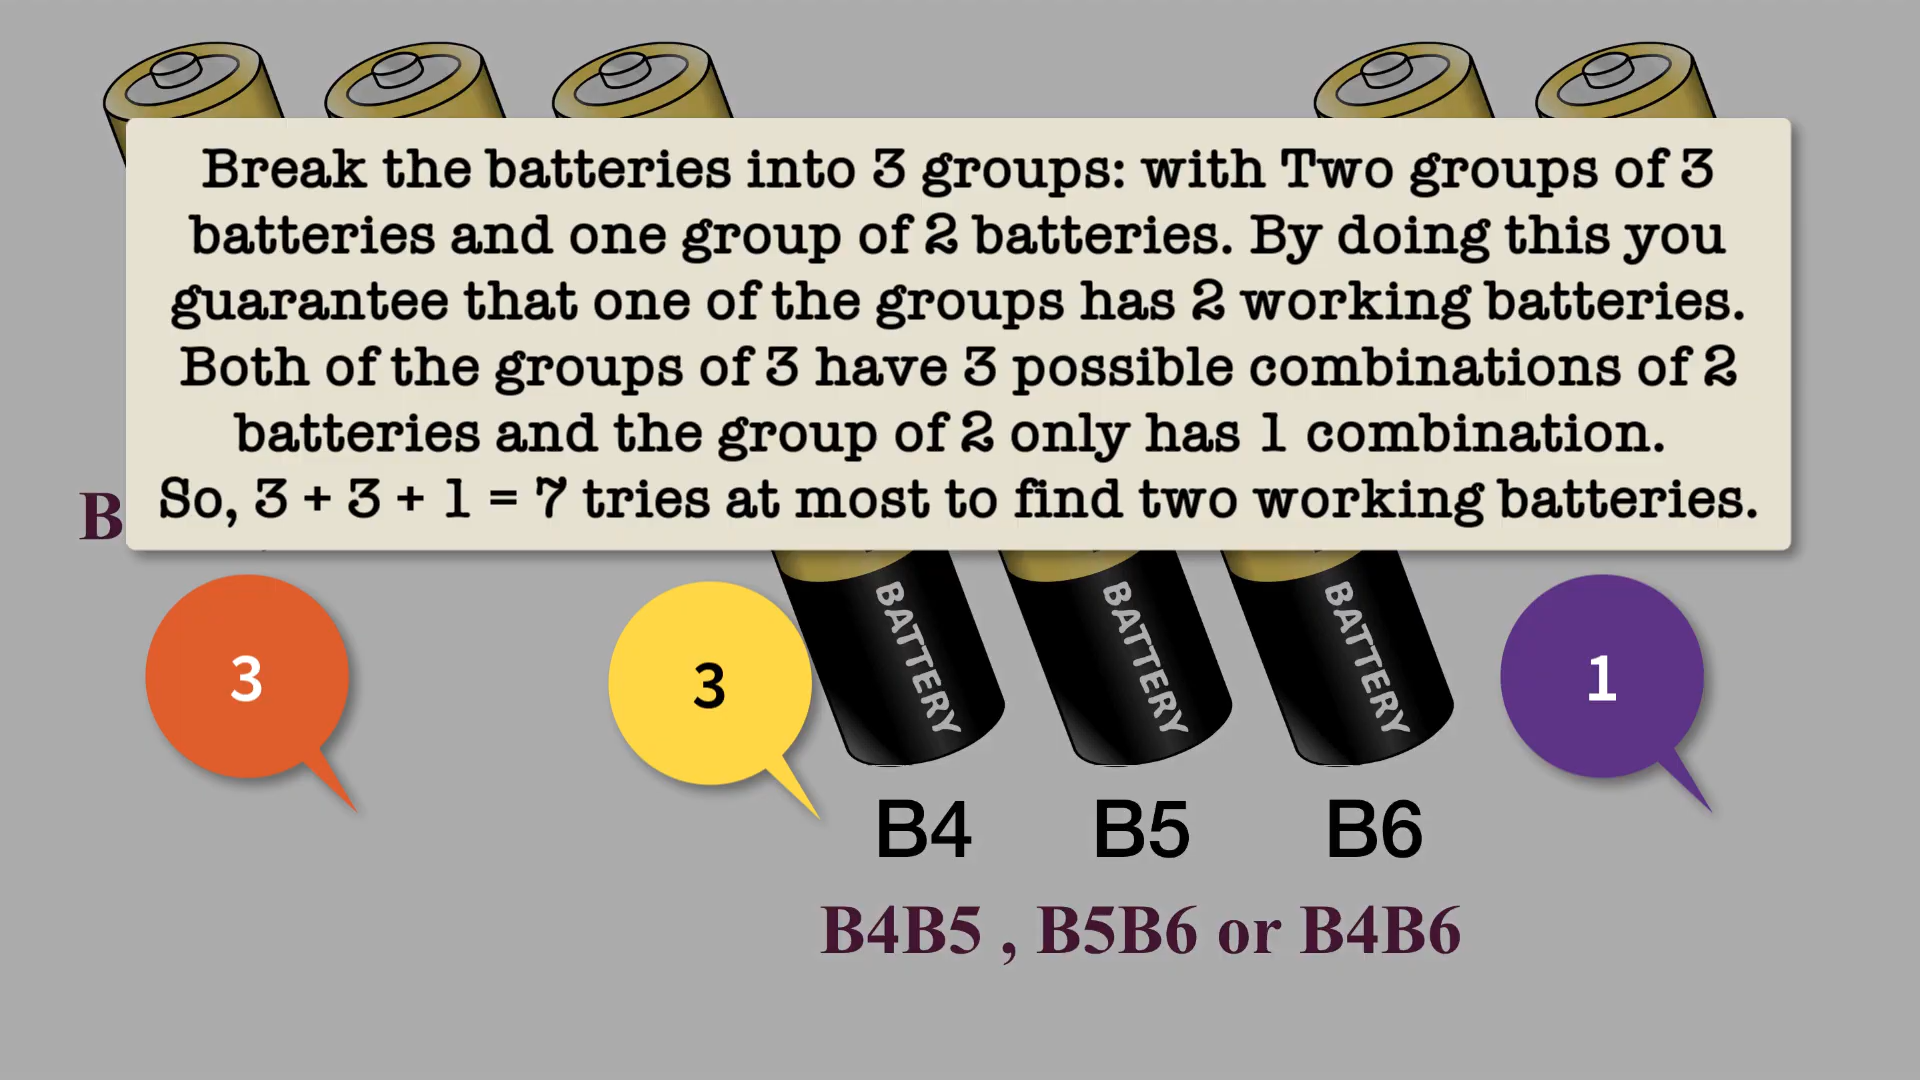 Break the batteries into 3 groups: with Two groups of 3
batteries and one group of 2 batteries. By doing this you
guarantee that one of the groups has 2 working batteries.
Both of the groups of 3 have 3 possible combinations of 2
batteries and the group of 2 only has 1 combination.
So, 3 + 3 + 1 = 7 tries at most to find two working batteries.
B
3
3
1
BATTERY
BATTERY
BATTERY
B4 B5 B6
B4B5 , B5B6 or B4B6